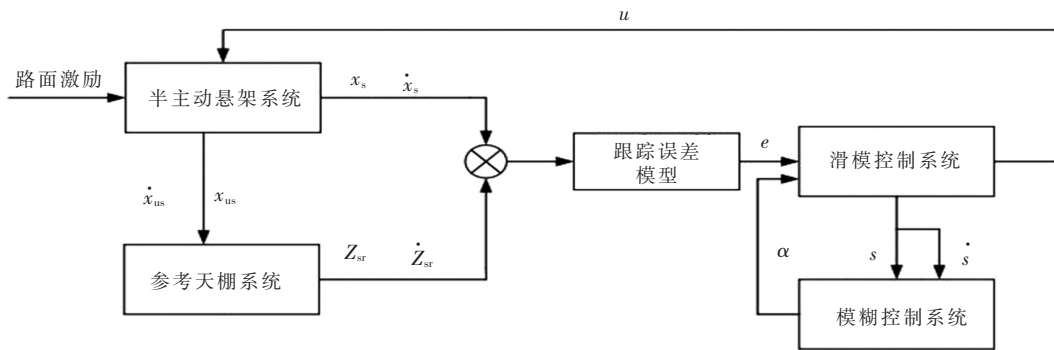 u
路面激励
半主动悬架系统
x_s ẋ_s
跟踪误差
模型
e
滑模控制系统
ẋ_us x_us
参考天棚系统
Z_sr Ż_sr
α
s ṡ
模糊控制系统